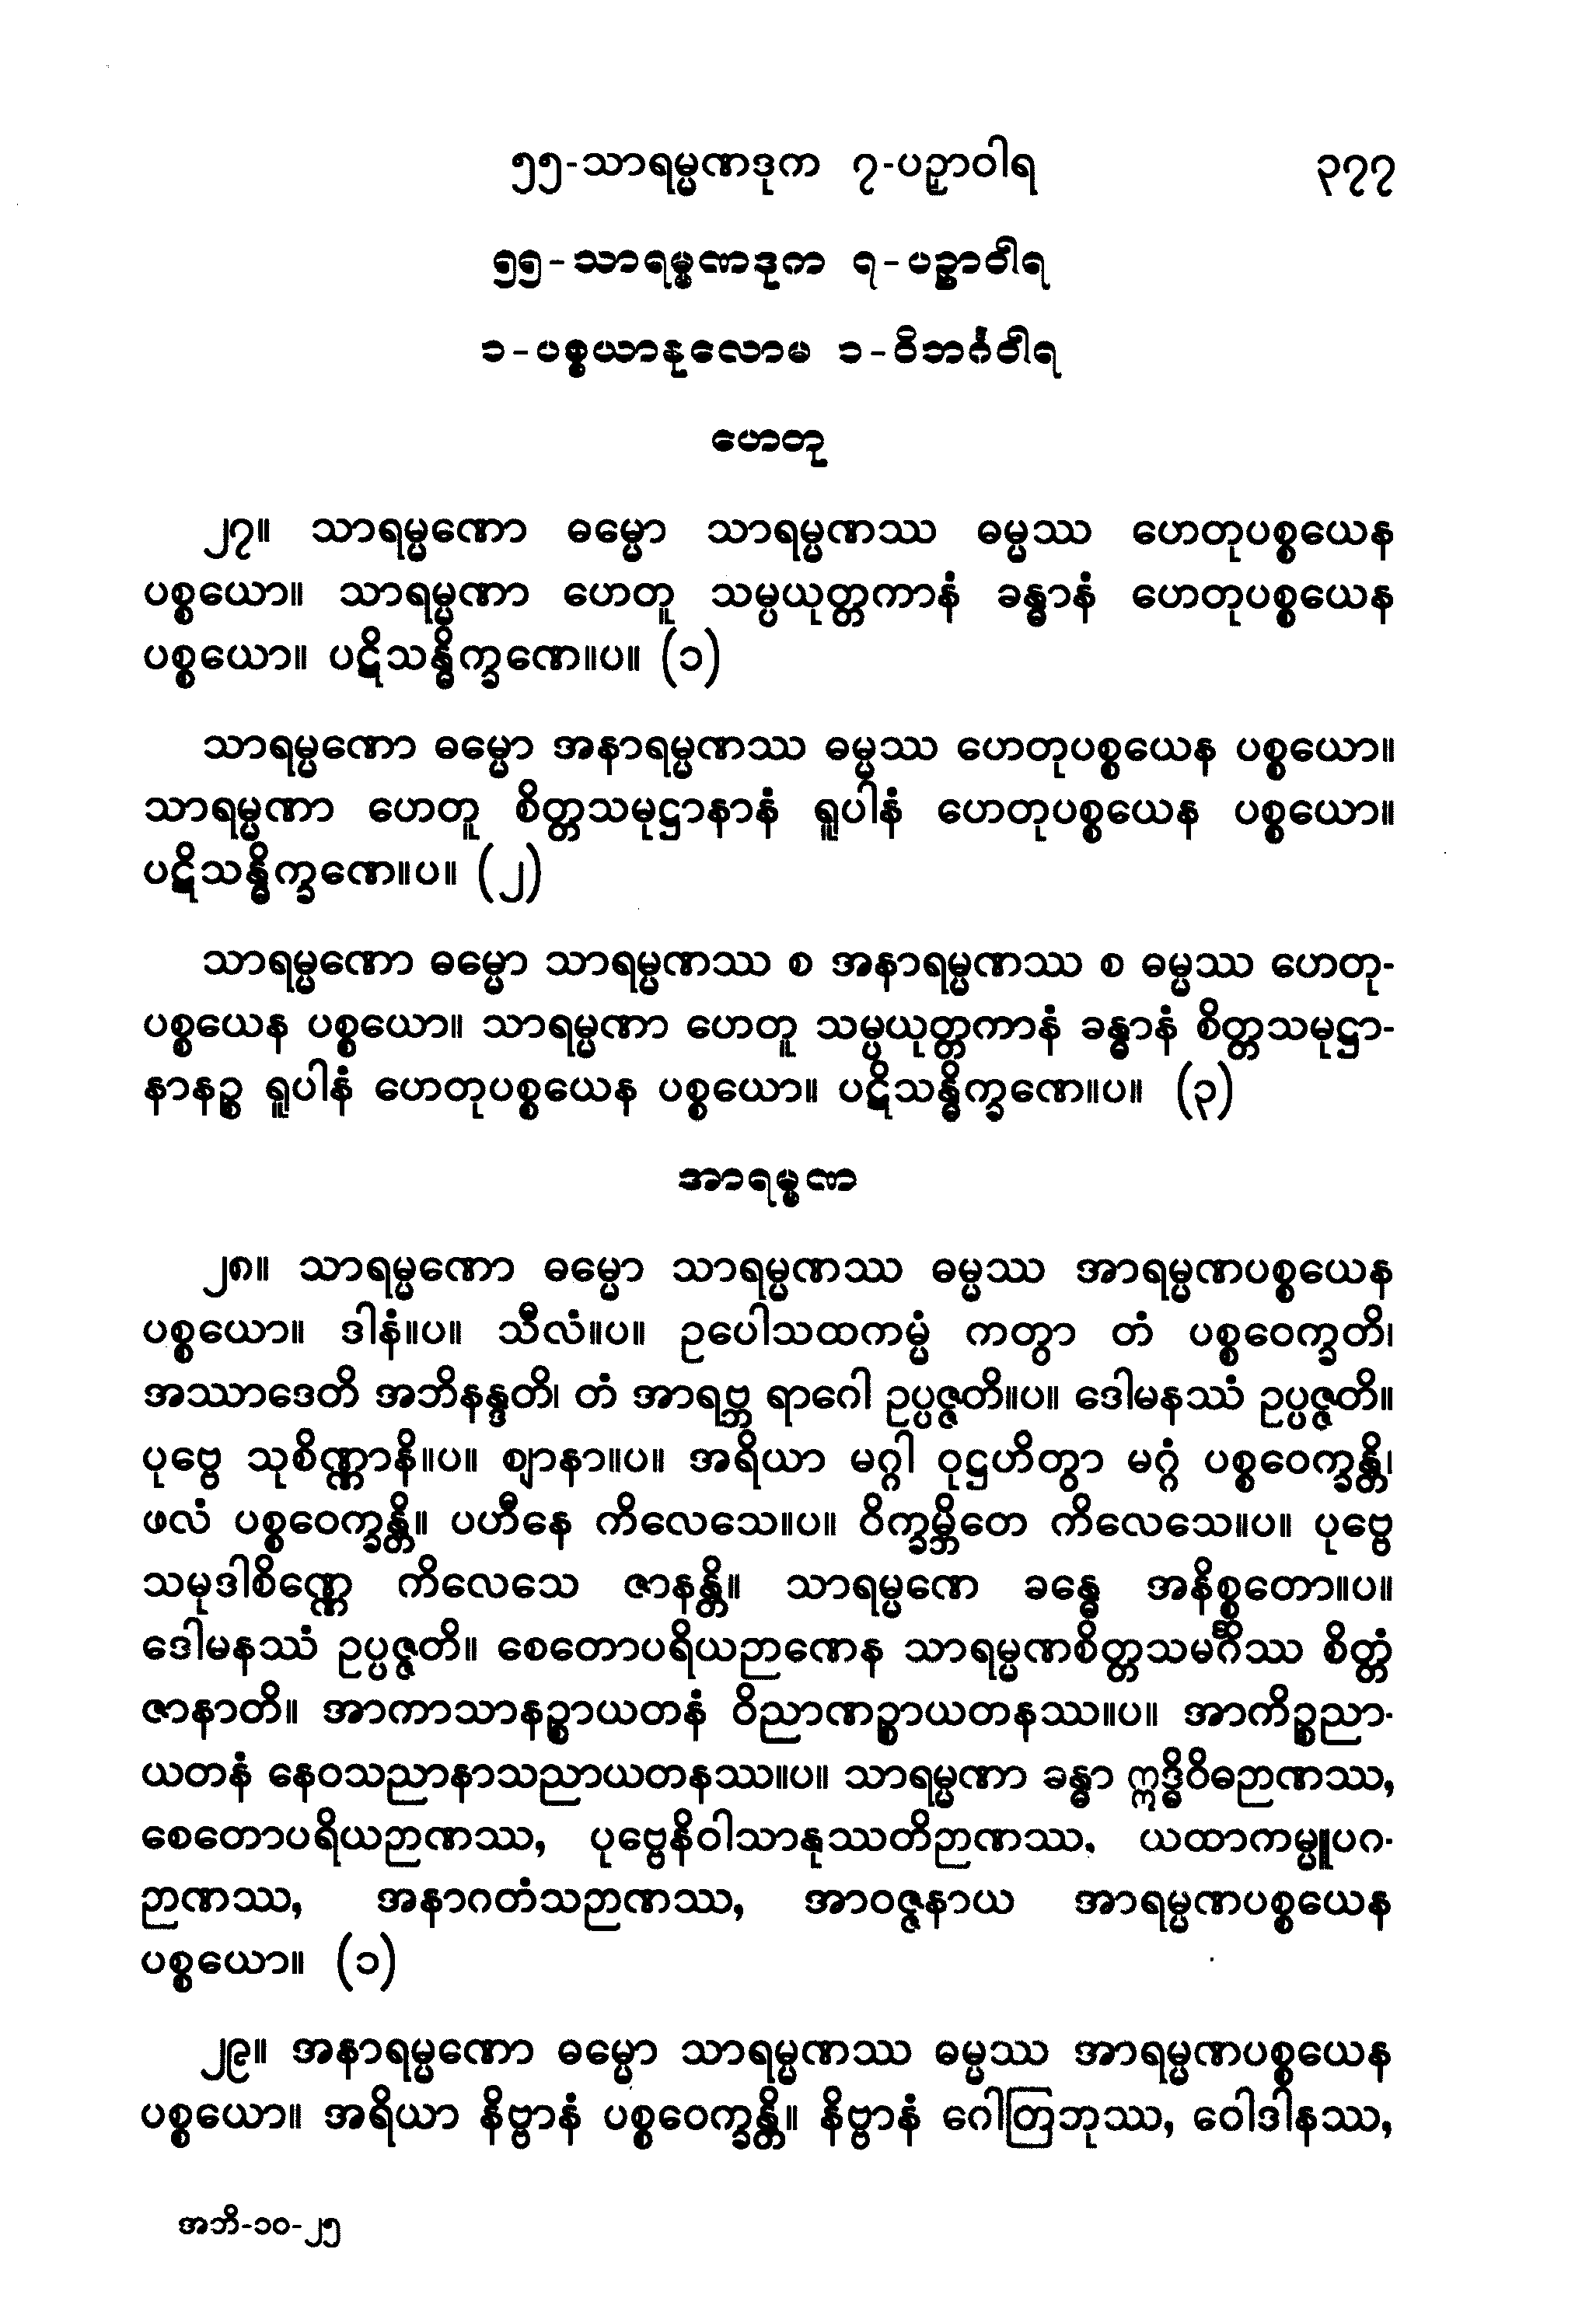 ၅၅-သာရမ္မဏဒုက ၇-ပဉှာဝါရ ၃၇၇
၅၅-သာရမ္မဏဒုက ၇-ပဉှာဝါရ
၁-ပစ္စယာနုလောမ ၁-ဝိဘင်္ဂဝါရ
ဟေတု
၂၇။ သာရမ္မဏော ဓမ္မော သာရမ္မဏဿ ဓမ္မဿ ဟေတုပစ္စယေန
ပစ္စယော။ သာရမ္မဏာ ဟေတူ သမ္ပယုတ္တကာနံ ခန္ဓာနံ ဟေတုပစ္စယေန
ပစ္စယော။ ပဋိသန္ဓိက္ခဏေ။ပ။ (၁)
သာရမ္မဏော ဓမ္မော အနာရမ္မဏဿ ဓမ္မဿ ဟေတုပစ္စယေန ပစ္စယော။
သာရမ္မဏာ ဟေတူ စိတ္တသမုဋ္ဌာနာနံ ရူပါနံ ဟေတုပစ္စယေန ပစ္စယော။
ပဋိသန္ဓိက္ခဏေ။ပ။ (၂)
သာရမ္မဏော ဓမ္မော သာရမ္မဏဿ စ အနာရမ္မဏဿ စ ဓမ္မဿ ဟေတု-
ပစ္စယေန ပစ္စယော။ သာရမ္မဏာ ဟေတူ သမ္ပယုတ္တကာနံ ခန္ဓာနံ စိတ္တသမုဋ္ဌာ-
နာနဉ္စ ရူပါနံ ဟေတုပစ္စယေန ပစ္စယော။ ပဋိသန္ဓိက္ခဏေ။ပ။ (၃)
အာရမ္မဏ
၂၈။ သာရမ္မဏော ဓမ္မော သာရမ္မဏဿ ဓမ္မဿ အာရမ္မဏပစ္စယေန
ပစ္စယော။ ဒါနံ။ပ။ သီလံ။ပ။ ဥပေါသထကမ္မံ ကတွာ တံ ပစ္စဝေက္ခတိ၊
အဿာဒေတိ အဘိနန္ဒတိ၊ တံ အာရဗ္ဘ ရာဂေါ ဥပ္ပဇ္ဇတိ။ပ။ ဒေါမနဿံ ဥပ္ပဇ္ဇတိ။
ပုဗ္ဗေ သုစိဏ္ဏာနိ။ပ။ ဈာနာ။ပ။ အရိယာ မဂ္ဂါ ဝုဋ္ဌဟိတွာ မဂ္ဂံ ပစ္စဝေက္ခန္တိ၊
ဖလံ ပစ္စဝေက္ခန္တိ။ ပဟီနေ ကိလေသေ။ပ။ ဝိက္ခမ္ဘိတေ ကိလေသေ။ပ။ ပုဗ္ဗေ
သမုဒါစိဏ္ဏေ ကိလေသေ ဇာနန္တိ။ သာရမ္မဏေ ခန္ဓေ အနိစ္စတော။ပ။
ဒေါမနဿံ ဥပ္ပဇ္ဇတိ။ စေတောပရိယဉာဏေန သာရမ္မဏစိတ္တသမင်္ဂိဿ စိတ္တံ
ဇာနာတိ။ အာကာသာနဉ္စာယတနံ ဝိညာဏဉ္စာယတနဿ။ပ။ အာကိဉ္စညာ-
ယတနံ နေဝသညာနာသညာယတနဿ။ပ။ သာရမ္မဏာ ခန္ဓာ ဣဒ္ဓိဝိဓဉာဏဿ,
စေတောပရိယဉာဏဿ, ပုဗ္ဗေနိဝါသာနုဿတိဉာဏဿ, ယထာကမ္မူပဂ-
ဉာဏဿ, အနာဂတံသဉာဏဿ, အာဝဇ္ဇနာယ အာရမ္မဏပစ္စယေန
ပစ္စယော။ (၁)
၂၉။ အနာရမ္မဏော ဓမ္မော သာရမ္မဏဿ ဓမ္မဿ အာရမ္မဏပစ္စယေန
ပစ္စယော။ အရိယာ နိဗ္ဗာနံ ပစ္စဝေက္ခန္တိ။ နိဗ္ဗာနံ ဂေါတြဘုဿ, ဝေါဒါနဿ,
အဘိ-၁၀-၂၅